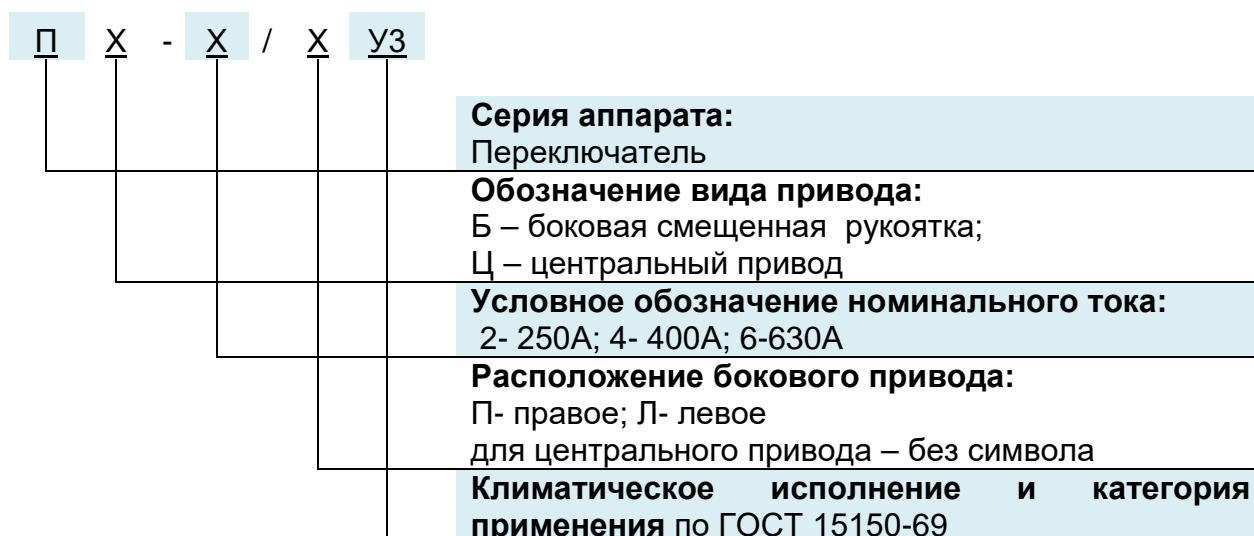 П Х - Х / Х У3
Серия аппарата:
Переключатель
Обозначение вида привода:
Б – боковая смещенная рукоятка;
Ц – центральный привод
Условное обозначение номинального тока:
2- 250А; 4- 400А; 6-630А
Расположение бокового привода:
П- правое; Л- левое
для центрального привода – без символа
Климатическое исполнение и категория
применения по ГОСТ 15150-69